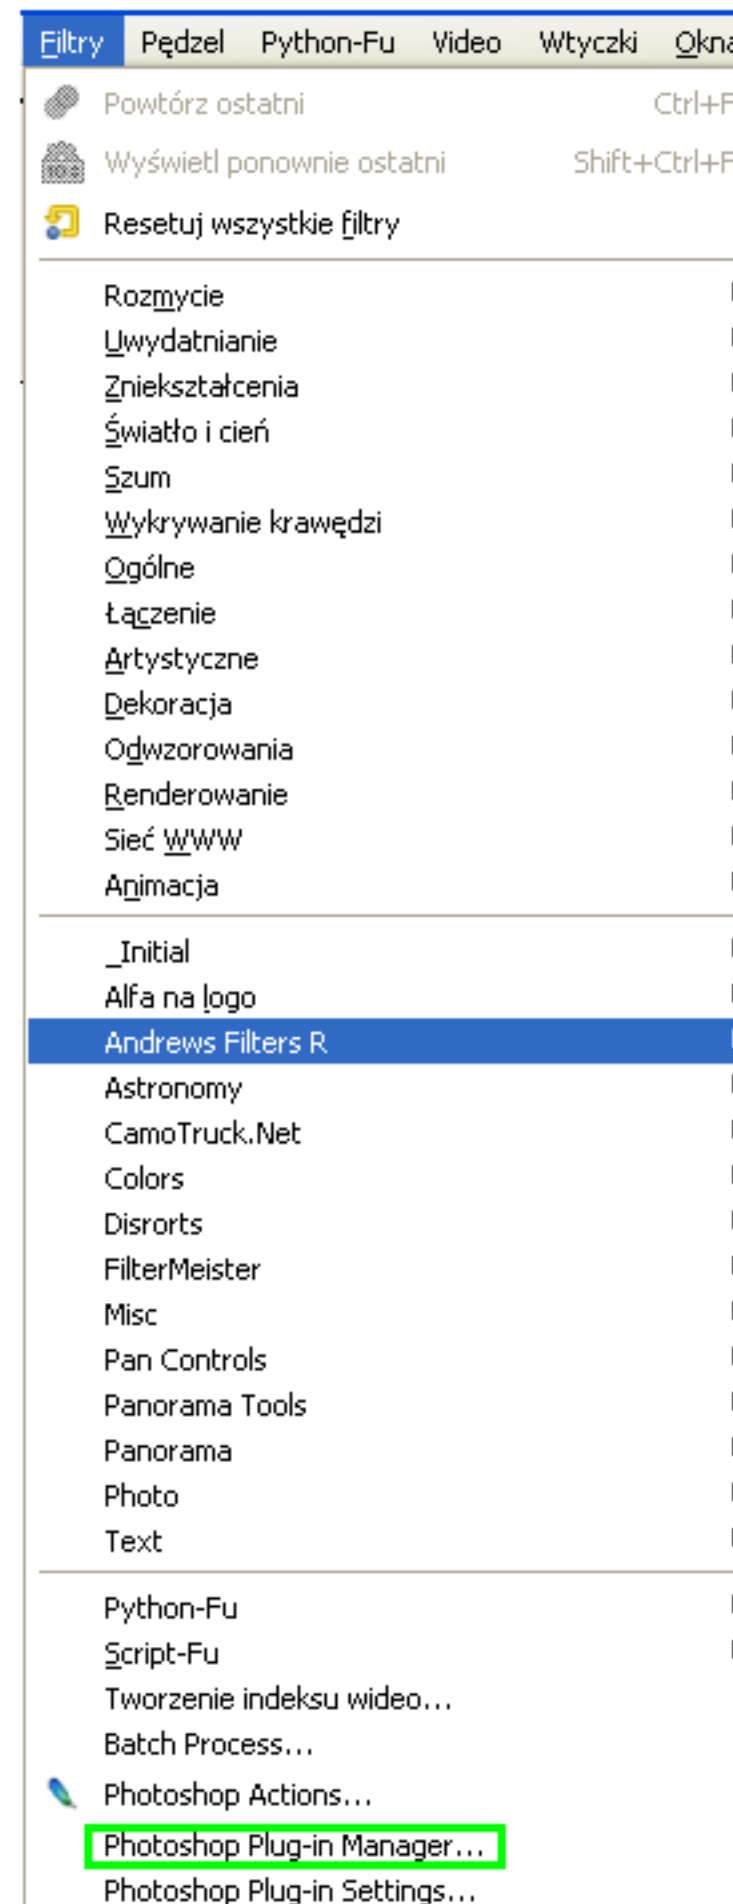 Filtry Pędzel Python-Fu Video Wtyczki Okna
Powtórz ostatni Ctrl+F
Wyświetl ponownie ostatni Shift+Ctrl+F
Resetuj wszystkie filtry
Rozmycie
Uwydatnianie
Zniekształcenia
Światło i cień
Szum
Wykrywanie krawędzi
Ogólne
Łączenie
Artystyczne
Dekoracja
Odwzorowania
Renderowanie
Sieć WWW
Animacja
_Initial
Alfa na logo
Andrews Filters R
Astronomy
CamoTruck.Net
Colors
Disrorts
FilterMeister
Misc
Pan Controls
Panorama Tools
Panorama
Photo
Text
Python-Fu
Script-Fu
Tworzenie indeksu wideo...
Batch Process...
Photoshop Actions...
Photoshop Plug-in Manager...
Photoshop Plug-in Settings...